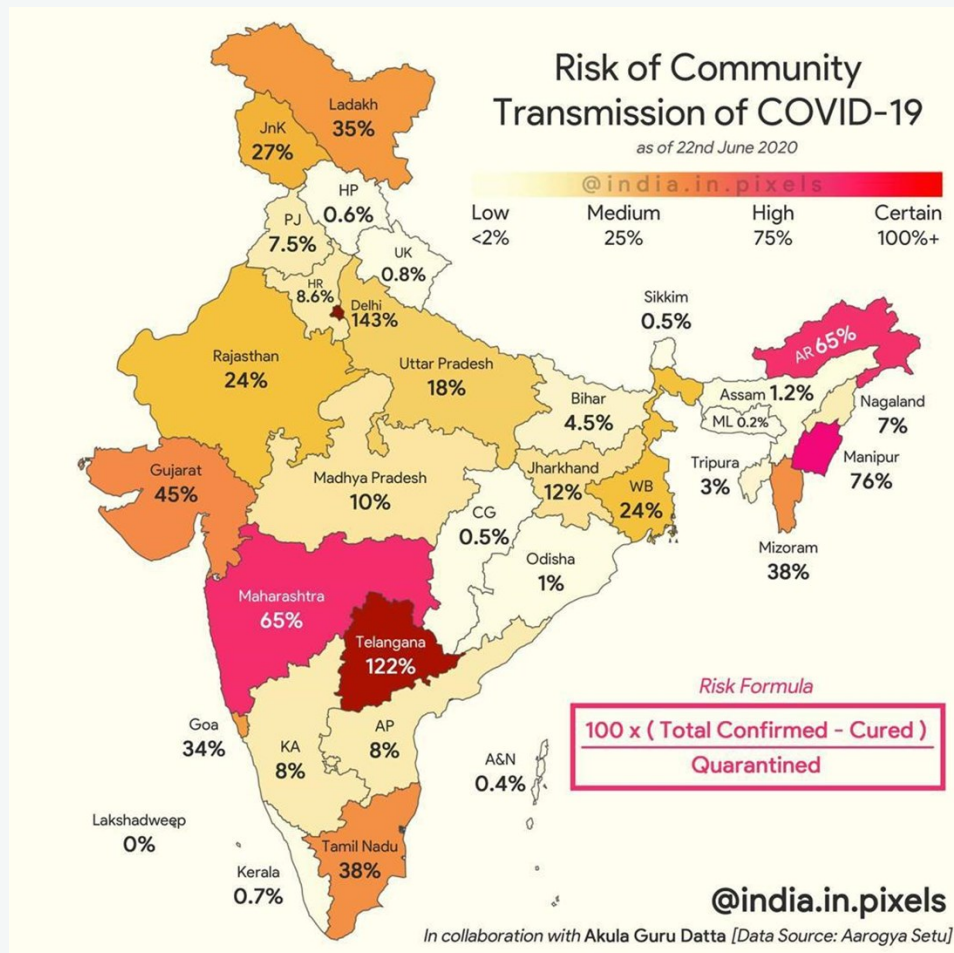 Risk of Community
Transmission of COVID-19
as of 22nd June 2020
@india.in.pixels
Low
<2%
Medium
25%
High
75%
Certain
100%+
Ladakh
35%
JnK
27%
HP
0.6%
PJ
7.5%
UK
0.8%
HR
8.6%
Delhi
143%
Sikkim
0.5%
AR 65%
Rajasthan
24%
Uttar Pradesh
18%
Bihar
4.5%
Assam 1.2%
ML 0.2%
Nagaland
7%
Gujarat
45%
Madhya Pradesh
10%
Jharkhand
12%
WB
24%
Tripura
3%
Manipur
76%
CG
0.5%
Odisha
1%
Mizoram
38%
Maharashtra
65%
Telangana
122%
Risk Formula
100 x ( Total Confirmed - Cured )
Quarantined
Goa
34%
KA
8%
AP
8%
A&N
0.4%
Lakshadweep
0%
Tamil Nadu
38%
Kerala
0.7%
@india.in.pixels
In collaboration with Akula Guru Datta [Data Source: Aarogya Setu]